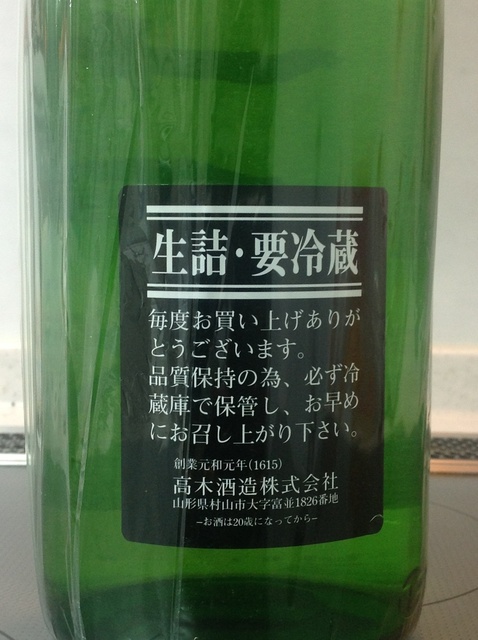 生詰・要冷蔵
毎度お買い上げありが
とうございます。
品質保持の為、必ず冷
蔵庫で保管し、お早め
にお召し上がり下さい。
創業元和元年(1615)
高木酒造株式会社
山形県村山市大字富並1826番地
–お酒は20歳になってから–